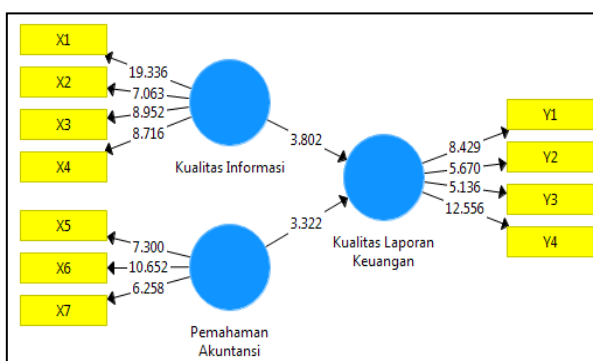 X1
19.336
X2
7.063
X3
8.952
X4
8.716
Kualitas Informasi
3.802
X5
7.300
X6
10.652
X7
6.258
Pemahaman
Akuntansi
3.322
Kualitas Laporan
Keuangan
Y1
8.429
Y2
5.670
Y3
5.136
Y4
12.556